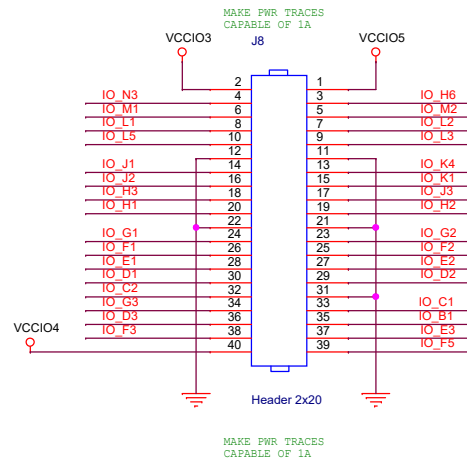 MAKE PWR TRACES
CAPABLE OF 1A
VCCIO3 J8 VCCIO5
2 1
IO_N3 4 3 IO_H6
IO_M1 6 5 IO_M2
IO_L1 8 7 IO_L2
IO_L5 10 9 IO_L3
12 11
IO_J1 14 13 IO_K4
IO_J2 16 15 IO_K1
IO_H3 18 17 IO_J3
IO_H1 20 19 IO_H2
22 21
IO_G1 24 23 IO_G2
IO_F1 26 25 IO_F2
IO_E1 28 27 IO_E2
IO_D1 30 29 IO_D2
IO_C2 32 31
IO_G3 34 33 IO_C1
IO_D3 36 35 IO_B1
IO_F3 38 37 IO_E3
VCCIO4 40 39 IO_F5
Header 2x20
MAKE PWR TRACES
CAPABLE OF 1A